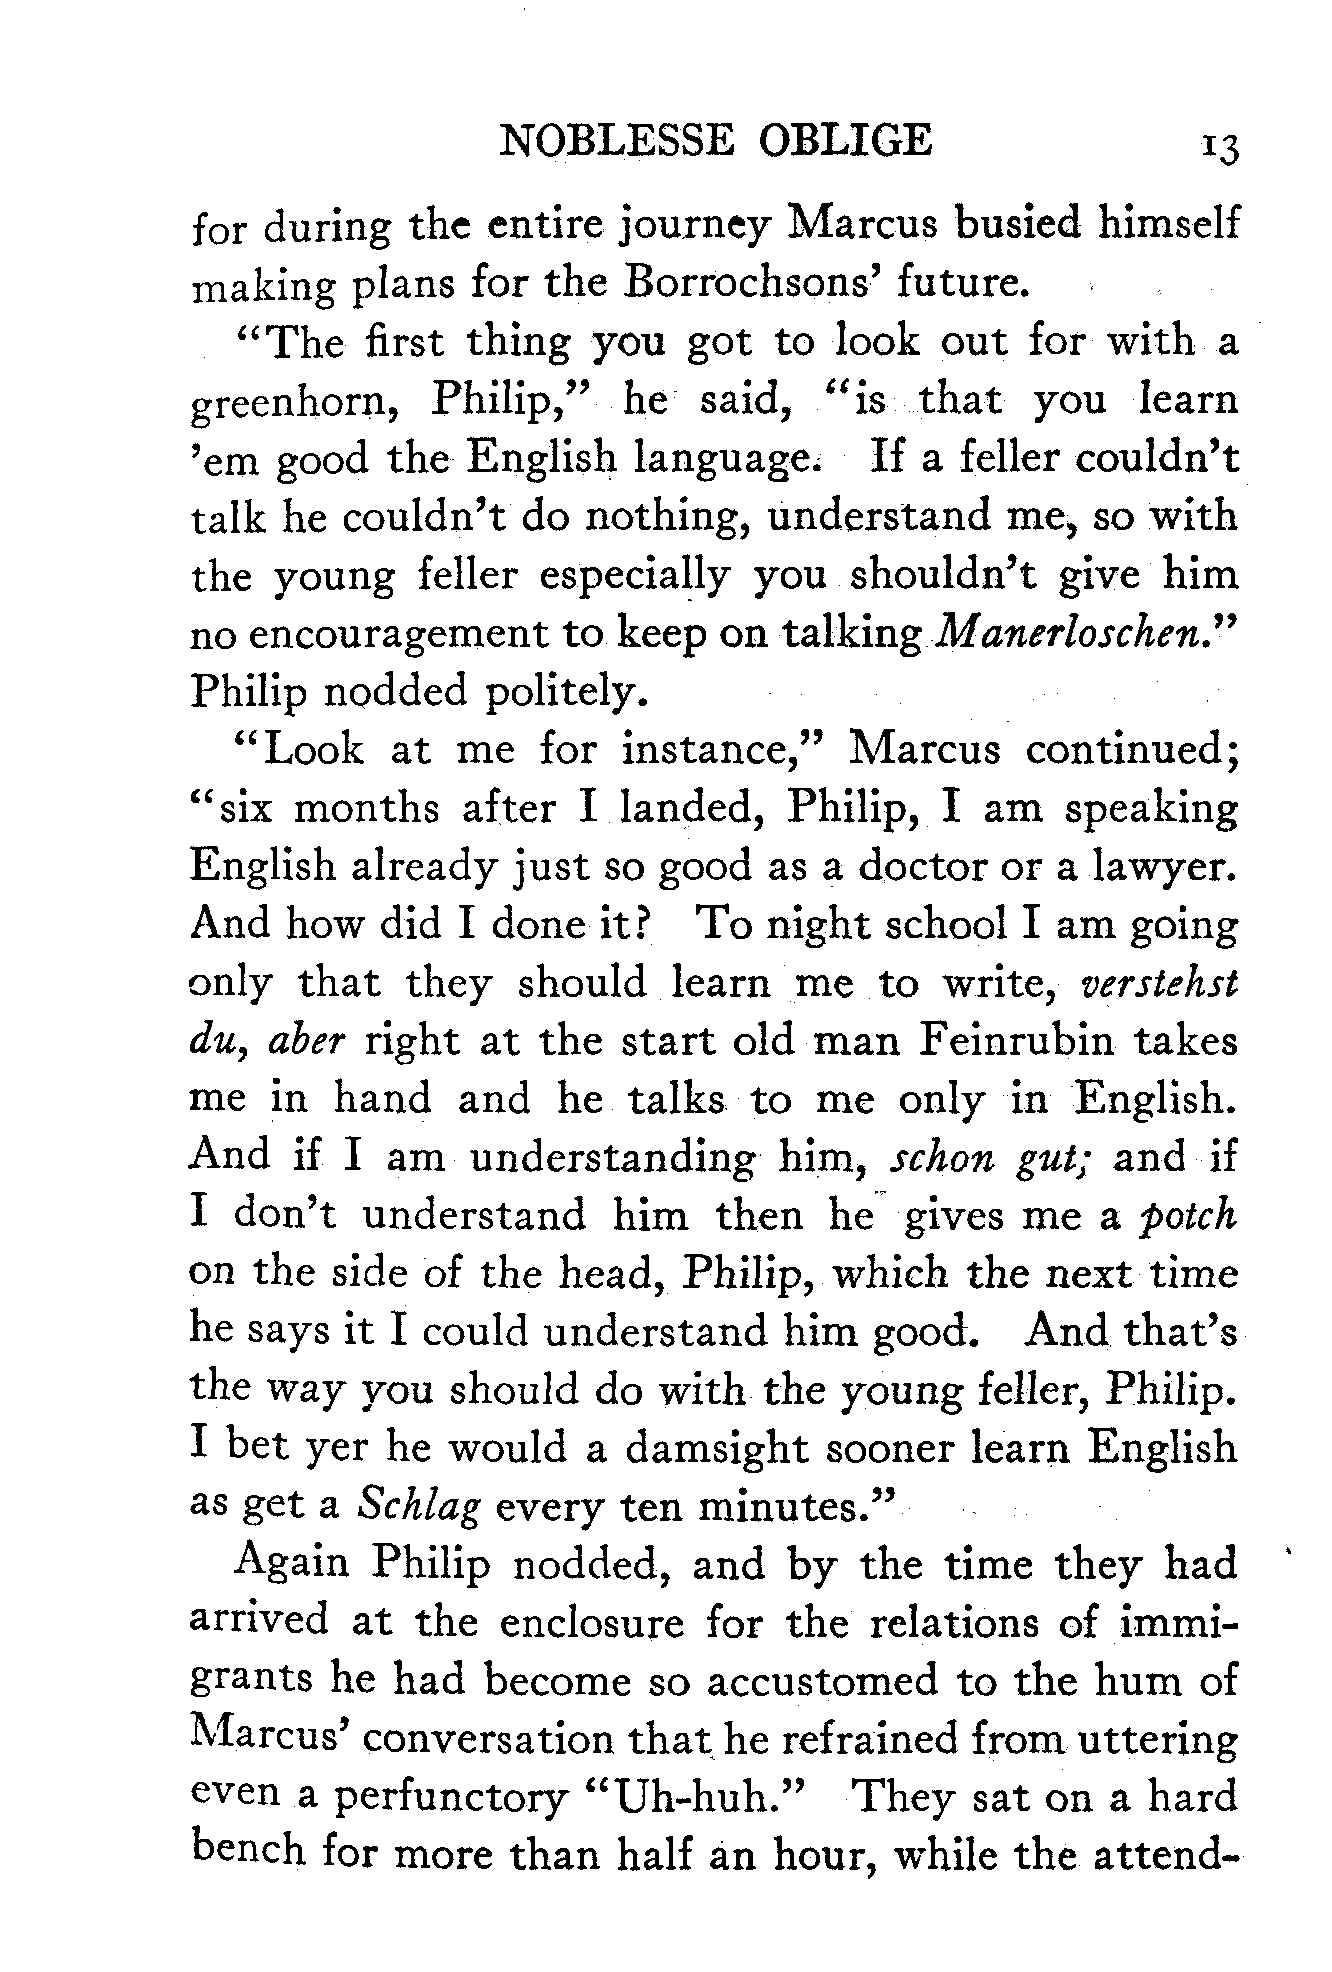 NOBLESSE OBLIGE 13
for during the entire journey Marcus busied himself
making plans for the Borrochsons’ future.
“The first thing you got to look out for with a
greenhorn, Philip,” he said, “is that you learn
’em good the English language. If a feller couldn’t
talk he couldn’t do nothing, understand me, so with
the young feller especially you shouldn’t give him
no encouragement to keep on talking Manerloschen.”
Philip nodded politely.
“Look at me for instance,” Marcus continued;
“six months after I landed, Philip, I am speaking
English already just so good as a doctor or a lawyer.
And how did I done it? To night school I am going
only that they should learn me to write, verstehst
du, aber right at the start old man Feinrubin takes
me in hand and he talks to me only in English.
And if I am understanding him, schon gut; and if
I don’t understand him then he gives me a potch
on the side of the head, Philip, which the next time
he says it I could understand him good. And that’s
the way you should do with the young feller, Philip.
I bet yer he would a damsight sooner learn English
as get a Schlag every ten minutes.”
Again Philip nodded, and by the time they had
arrived at the enclosure for the relations of immi-
grants he had become so accustomed to the hum of
Marcus’ conversation that he refrained from uttering
even a perfunctory “Uh-huh.” They sat on a hard
bench for more than half an hour, while the attend-